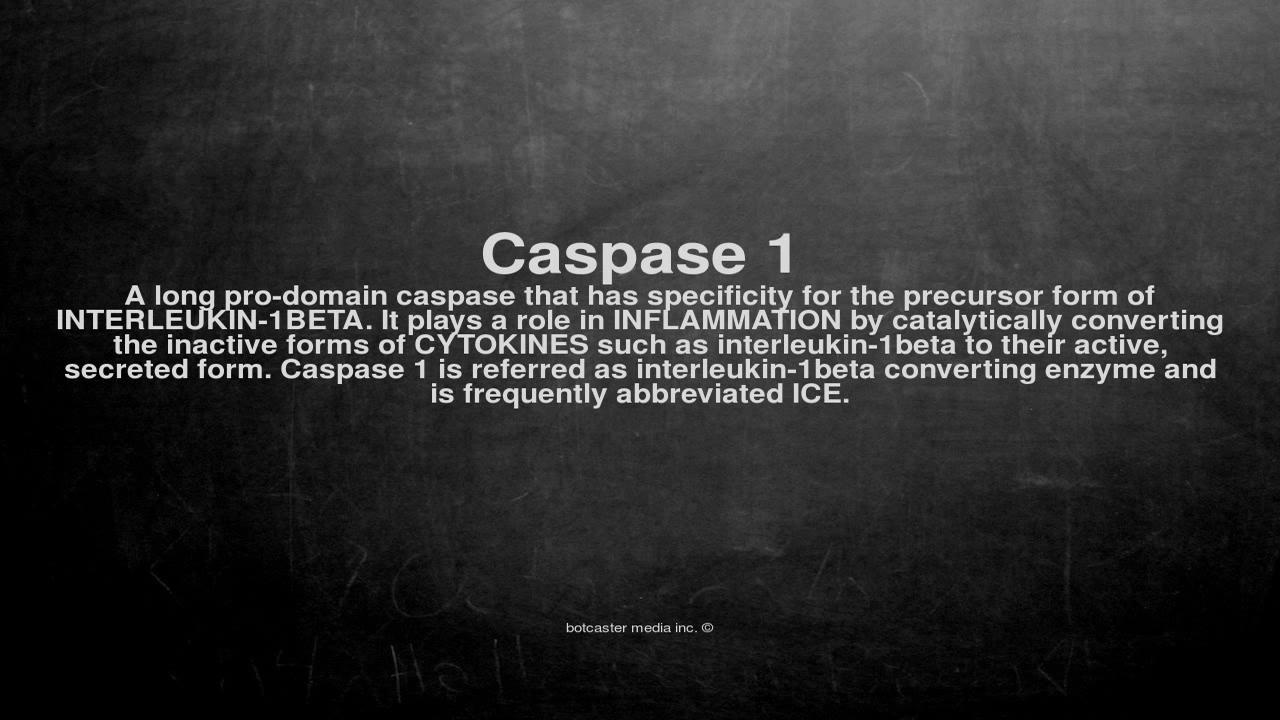 Caspase 1
A long pro-domain caspase that has specificity for the precursor form of
INTERLEUKIN-1BETA. It plays a role in INFLAMMATION by catalytically converting
the inactive forms of CYTOKINES such as interleukin-1beta to their active,
secreted form. Caspase 1 is referred as interleukin-1beta converting enzyme and
is frequently abbreviated ICE.
botcaster media inc. ©